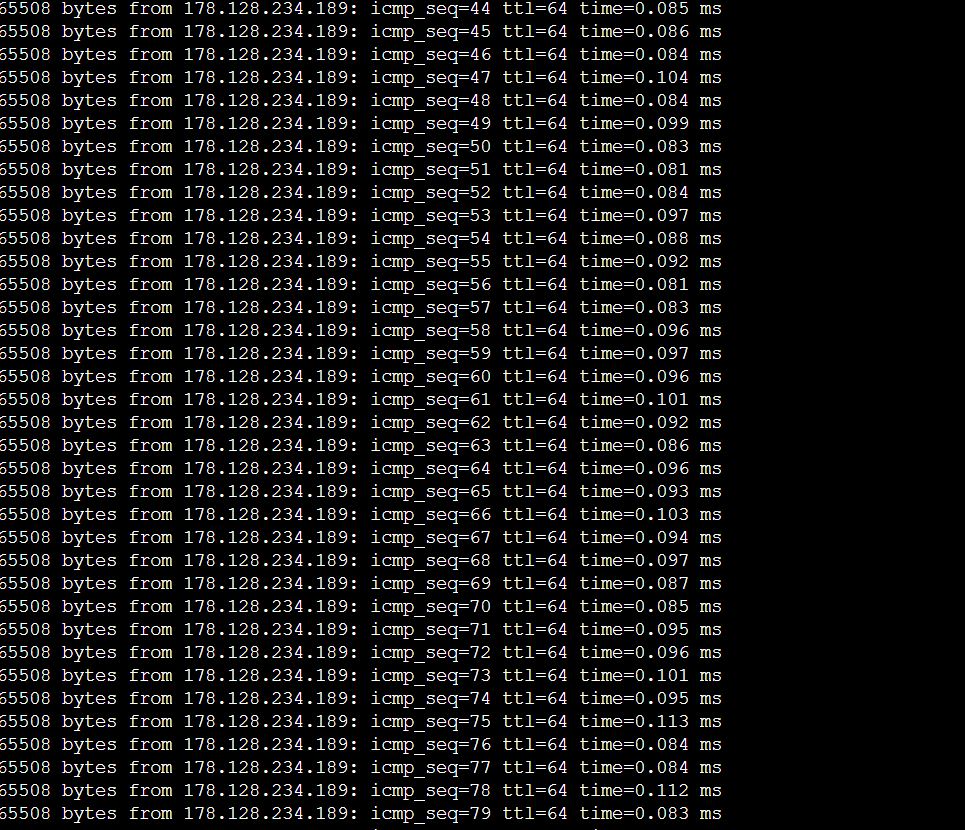 65508 bytes from 178.128.234.189: icmp_seq=44 ttl=64 time=0.085 ms
65508 bytes from 178.128.234.189: icmp_seq=45 ttl=64 time=0.086 ms
65508 bytes from 178.128.234.189: icmp_seq=46 ttl=64 time=0.084 ms
65508 bytes from 178.128.234.189: icmp_seq=47 ttl=64 time=0.104 ms
65508 bytes from 178.128.234.189: icmp_seq=48 ttl=64 time=0.084 ms
65508 bytes from 178.128.234.189: icmp_seq=49 ttl=64 time=0.099 ms
65508 bytes from 178.128.234.189: icmp_seq=50 ttl=64 time=0.083 ms
65508 bytes from 178.128.234.189: icmp_seq=51 ttl=64 time=0.081 ms
65508 bytes from 178.128.234.189: icmp_seq=52 ttl=64 time=0.084 ms
65508 bytes from 178.128.234.189: icmp_seq=53 ttl=64 time=0.097 ms
65508 bytes from 178.128.234.189: icmp_seq=54 ttl=64 time=0.088 ms
65508 bytes from 178.128.234.189: icmp_seq=55 ttl=64 time=0.092 ms
65508 bytes from 178.128.234.189: icmp_seq=56 ttl=64 time=0.081 ms
65508 bytes from 178.128.234.189: icmp_seq=57 ttl=64 time=0.083 ms
65508 bytes from 178.128.234.189: icmp_seq=58 ttl=64 time=0.096 ms
65508 bytes from 178.128.234.189: icmp_seq=59 ttl=64 time=0.097 ms
65508 bytes from 178.128.234.189: icmp_seq=60 ttl=64 time=0.096 ms
65508 bytes from 178.128.234.189: icmp_seq=61 ttl=64 time=0.101 ms
65508 bytes from 178.128.234.189: icmp_seq=62 ttl=64 time=0.092 ms
65508 bytes from 178.128.234.189: icmp_seq=63 ttl=64 time=0.086 ms
65508 bytes from 178.128.234.189: icmp_seq=64 ttl=64 time=0.096 ms
65508 bytes from 178.128.234.189: icmp_seq=65 ttl=64 time=0.093 ms
65508 bytes from 178.128.234.189: icmp_seq=66 ttl=64 time=0.103 ms
65508 bytes from 178.128.234.189: icmp_seq=67 ttl=64 time=0.094 ms
65508 bytes from 178.128.234.189: icmp_seq=68 ttl=64 time=0.097 ms
65508 bytes from 178.128.234.189: icmp_seq=69 ttl=64 time=0.087 ms
65508 bytes from 178.128.234.189: icmp_seq=70 ttl=64 time=0.085 ms
65508 bytes from 178.128.234.189: icmp_seq=71 ttl=64 time=0.095 ms
65508 bytes from 178.128.234.189: icmp_seq=72 ttl=64 time=0.096 ms
65508 bytes from 178.128.234.189: icmp_seq=73 ttl=64 time=0.101 ms
65508 bytes from 178.128.234.189: icmp_seq=74 ttl=64 time=0.095 ms
65508 bytes from 178.128.234.189: icmp_seq=75 ttl=64 time=0.113 ms
65508 bytes from 178.128.234.189: icmp_seq=76 ttl=64 time=0.084 ms
65508 bytes from 178.128.234.189: icmp_seq=77 ttl=64 time=0.084 ms
65508 bytes from 178.128.234.189: icmp_seq=78 ttl=64 time=0.112 ms
65508 bytes from 178.128.234.189: icmp_seq=79 ttl=64 time=0.083 ms